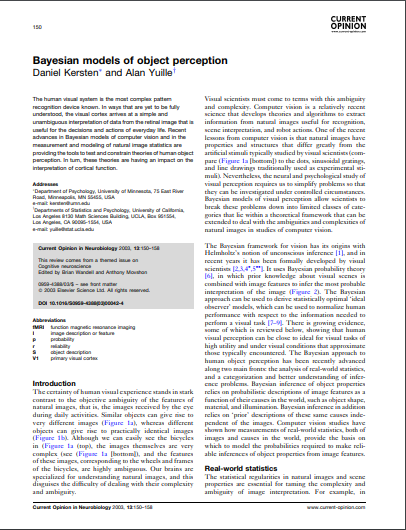 150
CURRENT
OPINION
Bayesian models of object perception
Daniel Kersten* and Alan Yuille†
The human visual system is the most complex pattern
recognition device known. In ways that are yet to be fully
understood, the visual cortex arrives at a simple and
unambiguous interpretation of data from the retinal image that is
useful for the decisions and actions of everyday life. Recent
advances in Bayesian models of computer vision and in the
measurement and modeling of natural image statistics are
providing the tools to test and constrain theories of human object
perception. In turn, these theories are having an impact on the
interpretation of cortical function.
Addresses
*Department of Psychology, University of Minnesota, 75 East River
Road, Minneapolis, MN 55455, USA
e-mail: kersten@umn.edu
†Departments of Statistics and Psychology, University of California,
Los Angeles 8130 Math Sciences Building, UCLA, Box 951554,
Los Angeles, CA 90095-1554, USA
e-mail: yuille@stat.ucla.edu
Current Opinion in Neurobiology 2003, 13:150–158
This review comes from a themed issue on
Cognitive neuroscience
Edited by Brian Wandell and Anthony Movshon
0959-4388/03/$ – see front matter
© 2003 Elsevier Science Ltd. All rights reserved.
DOI 10.1016/S0959-4388(03)00042-4
Abbreviations
fMRI functional magnetic resonance imaging
I image description or feature
p probability
r reliability
S object description
V1 primary visual cortex
Introduction
The certainty of human visual experience stands in stark
contrast to the objective ambiguity of the features of
natural images, that is, the images received by the eye
during daily activities. Similar objects can give rise to
very different images (Figure 1a), whereas different
objects can give rise to practically identical images
(Figure 1b). Although we can easily see the bicycles
in (Figure 1a [top]), the images themselves are very
complex (see (Figure 1a [bottom]), and the features
of these images, corresponding to the wheels and frames
of the bicycles, are highly ambiguous. Our brains are
specialized for understanding natural images, and this
disguises the difficulty of dealing with their complexity
and ambiguity.
Visual scientists must come to terms with this ambiguity
and complexity. Computer vision is a relatively recent
science that develops theories and algorithms to extract
information from natural images useful for recognition,
scene interpretation, and robot actions. One of the recent
lessons from computer vision is that natural images have
properties and structures that differ greatly from the
artificial stimuli typically studied by visual scientists (com-
pare (Figure 1a [bottom]) to the dots, sinusoidal gratings,
and line drawings traditionally used as experimental sti-
muli). Nevertheless, the neural and psychological study of
visual perception requires us to simplify problems so that
they can be investigated under controlled circumstances.
Bayesian models of visual perception allow scientists to
break these problems down into limited classes of cate-
gories that lie within a theoretical framework that can be
extended to deal with the ambiguities and complexities of
natural images in studies of computer vision.
The Bayesian framework for vision has its origins with
Helmholtz's notion of unconscious inference [1], and in
recent years it has been formally developed by visual
scientists [2,3,4•,5••]. It uses Bayesian probability theory
[6], in which prior knowledge about visual scenes is
combined with image features to infer the most probable
interpretation of the image (Figure 2). The Bayesian
approach can be used to derive statistically optimal 'ideal
observer' models, which can be used to normalize human
performance with respect to the information needed to
perform a visual task [7–9]. There is growing evidence,
some of which is reviewed below, showing that human
visual perception can be close to ideal for visual tasks of
high utility and under visual conditions that approximate
those typically encountered. The Bayesian approach to
human object perception has been recently advanced
along two main fronts: the analysis of real-world statistics,
and a categorization and better understanding of infer-
ence problems. Bayesian inference of object properties
relies on probabilistic descriptions of image features as a
function of their causes in the world, such as object shape,
material, and illumination. Bayesian inference in addition
relies on 'prior' descriptions of these same causes inde-
pendent of the images. Computer vision studies have
shown how measurements of real-world statistics, both of
images and causes in the world, provide the basis on
which to model the probabilities required to make reli-
able inferences of object properties from image features.
Real-world statistics
The statistical regularities in natural images and scene
properties are essential for taming the complexity and
ambiguity of image interpretation. For example, in
Current Opinion in Neurobiology 2003, 13:150–158
www.current-opinion.com